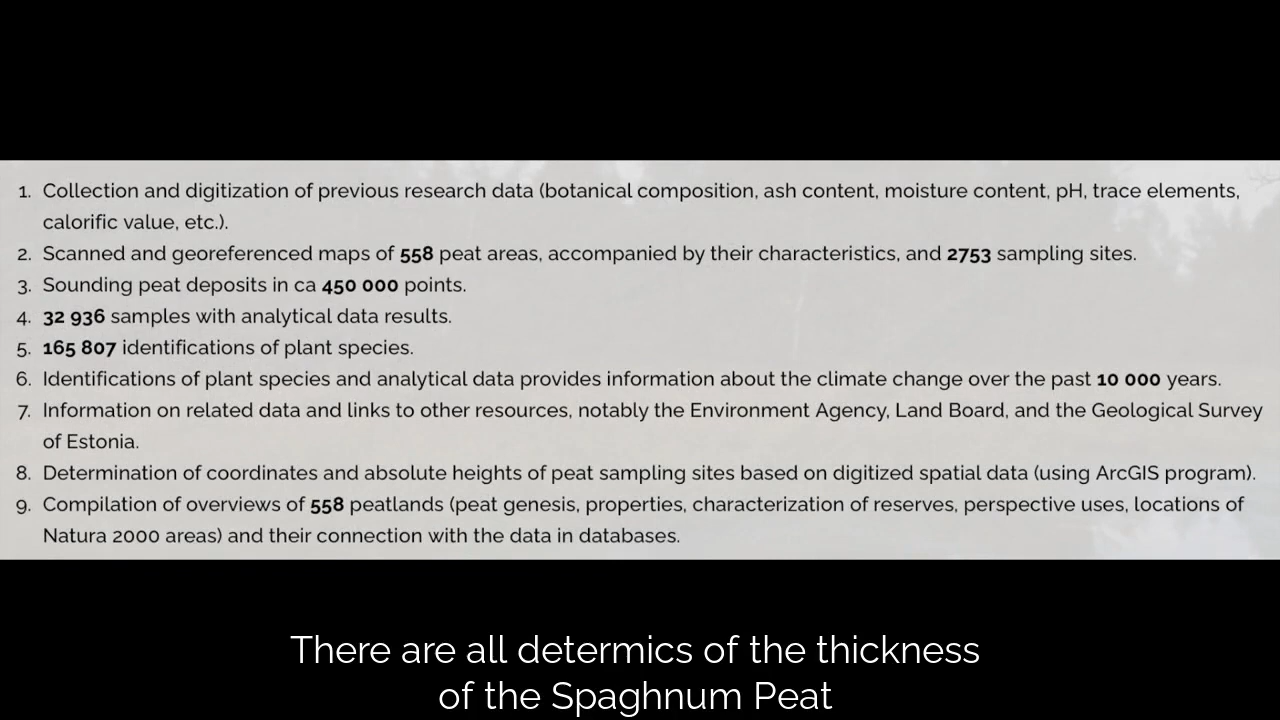 1. Collection and digitization of previous research data (botanical composition, ash content, moisture content, pH, trace elements,
calorific value, etc.).
2. Scanned and georeferenced maps of 558 peat areas, accompanied by their characteristics, and 2753 sampling sites.
3. Sounding peat deposits in ca 450 000 points.
4. 32 936 samples with analytical data results.
5. 165 807 identifications of plant species.
6. Identifications of plant species and analytical data provides information about the climate change over the past 10 000 years.
7. Information on related data and links to other resources, notably the Environment Agency, Land Board, and the Geological Survey
of Estonia.
8. Determination of coordinates and absolute heights of peat sampling sites based on digitized spatial data (using ArcGIS program).
9. Compilation of overviews of 558 peatlands (peat genesis, properties, characterization of reserves, perspective uses, locations of
Natura 2000 areas) and their connection with the data in databases.
There are all determics of the thickness
of the Spaghnum Peat